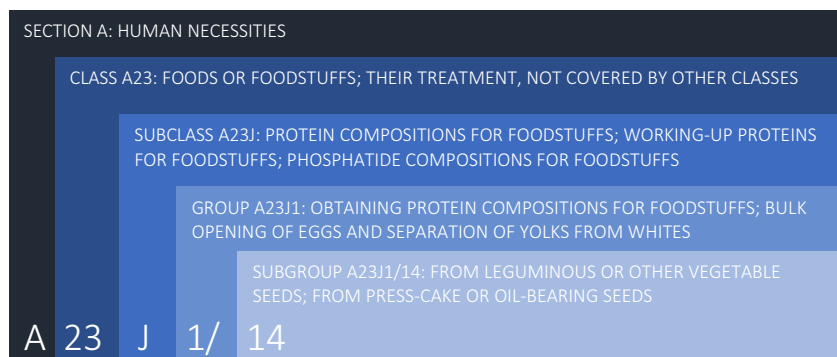 SECTION A: HUMAN NECESSITIES
CLASS A23: FOODS OR FOODSTUFFS; THEIR TREATMENT, NOT COVERED BY OTHER CLASSES
SUBCLASS A23J: PROTEIN COMPOSITIONS FOR FOODSTUFFS; WORKING-UP PROTEINS
FOR FOODSTUFFS; PHOSPHATIDE COMPOSITIONS FOR FOODSTUFFS
GROUP A23J1: OBTAINING PROTEIN COMPOSITIONS FOR FOODSTUFFS; BULK
OPENING OF EGGS AND SEPARATION OF YOLKS FROM WHITES
SUBGROUP A23J1/14: FROM LEGUMINOUS OR OTHER VEGETABLE
SEEDS; FROM PRESS-CAKE OR OIL-BEARING SEEDS
A 23 J 1/ 14